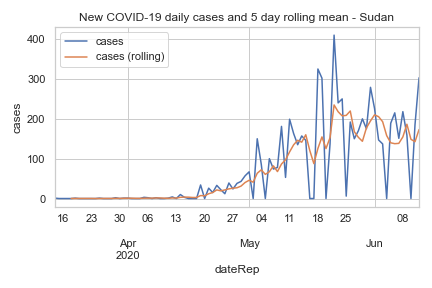 New COVID-19 daily cases and 5 day rolling mean - Sudan
cases
cases (rolling)
400
300
200
100
0
cases
16 23 30 06 13 20 27 04 11 18 25 01 08
Apr May Jun
2020
dateRep